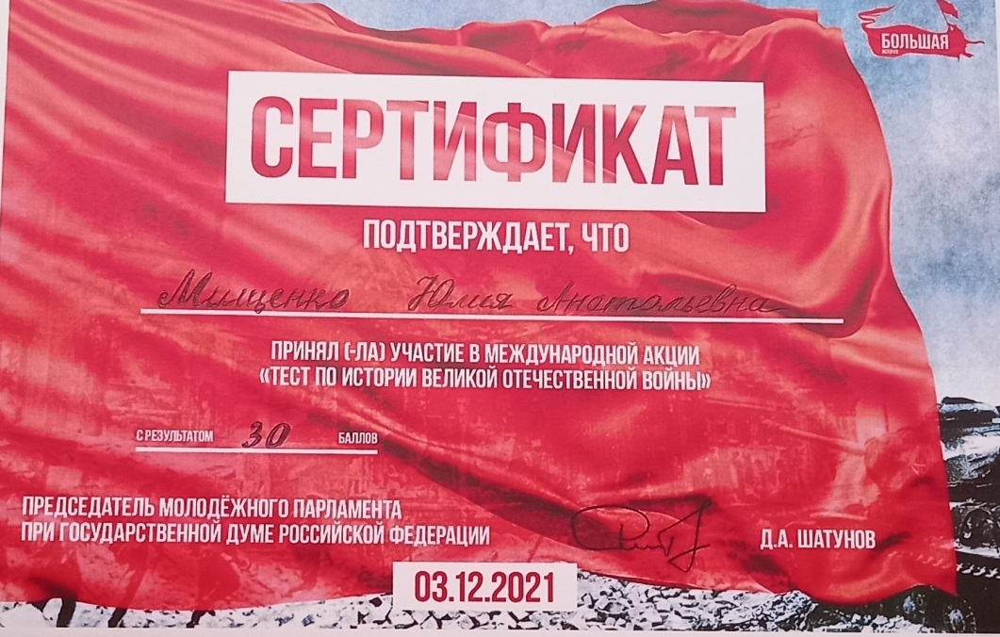 БОЛЬШАЯ
ИСТОРИЯ
СЕРТИФИКАТ
ПОДТВЕРЖДАЕТ, ЧТО
Мищенко Юлия Анатольевна
ПРИНЯЛ (-ЛА) УЧАСТИЕ В МЕЖДУНАРОДНОЙ АКЦИИ
«ТЕСТ ПО ИСТОРИИ ВЕЛИКОЙ ОТЕЧЕСТВЕННОЙ ВОЙНЫ»
С РЕЗУЛЬТАТОМ 30 БАЛЛОВ
ПРЕДСЕДАТЕЛЬ МОЛОДЁЖНОГО ПАРЛАМЕНТА
ПРИ ГОСУДАРСТВЕННОЙ ДУМЕ РОССИЙСКОЙ ФЕДЕРАЦИИ Д.А. ШАТУНОВ
03.12.2021